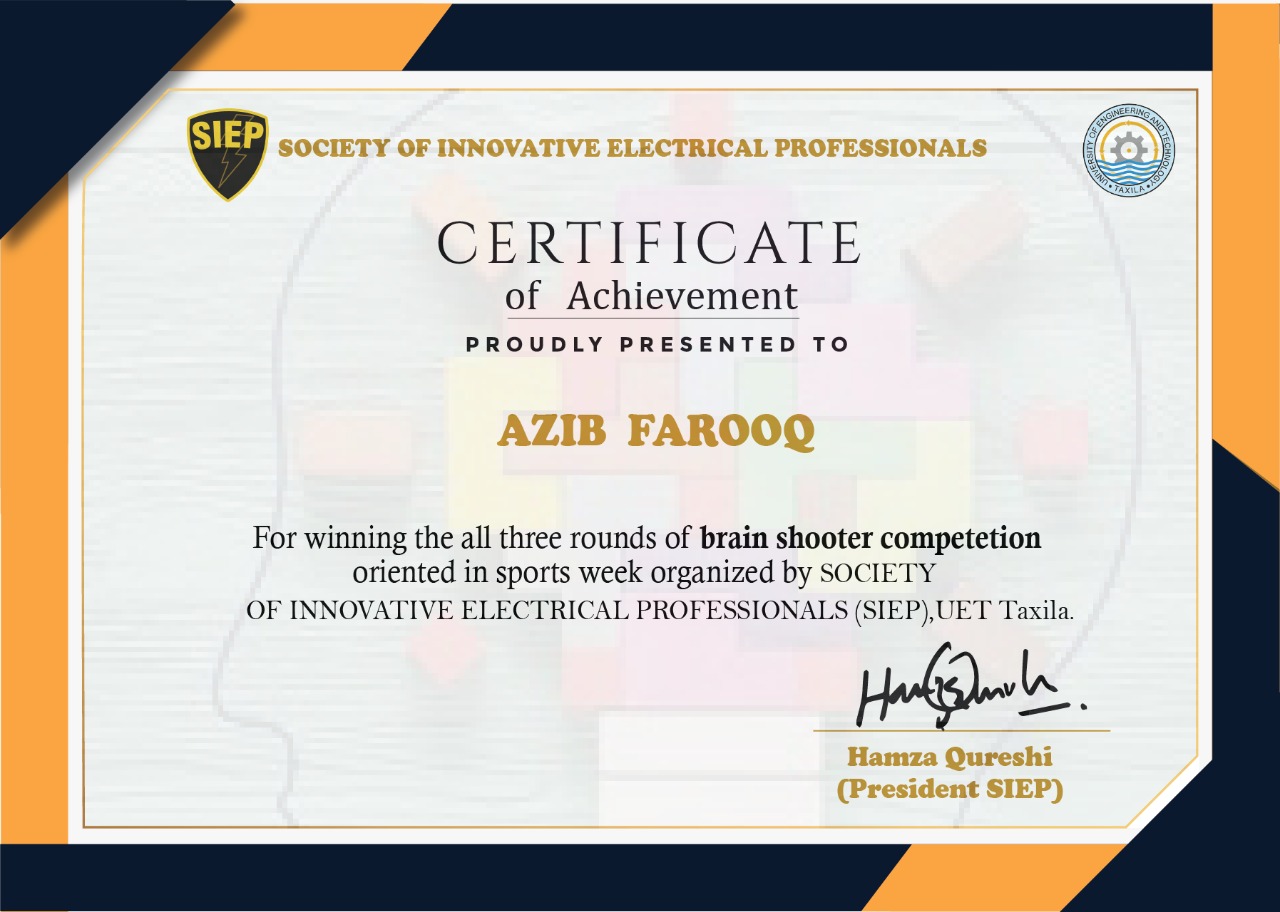 SIEP
SOCIETY OF INNOVATIVE ELECTRICAL PROFESSIONALS
UNIVERSITY OF ENGINEERING AND TECHNOLOGY
• TAXILA •
CERTIFICATE
of Achievement
PROUDLY PRESENTED TO
AZIB FAROOQ
For winning the all three rounds of brain shooter competetion
oriented in sports week organized by SOCIETY
OF INNOVATIVE ELECTRICAL PROFESSIONALS (SIEP),UET Taxila.
Hamza Qureshi
(President SIEP)